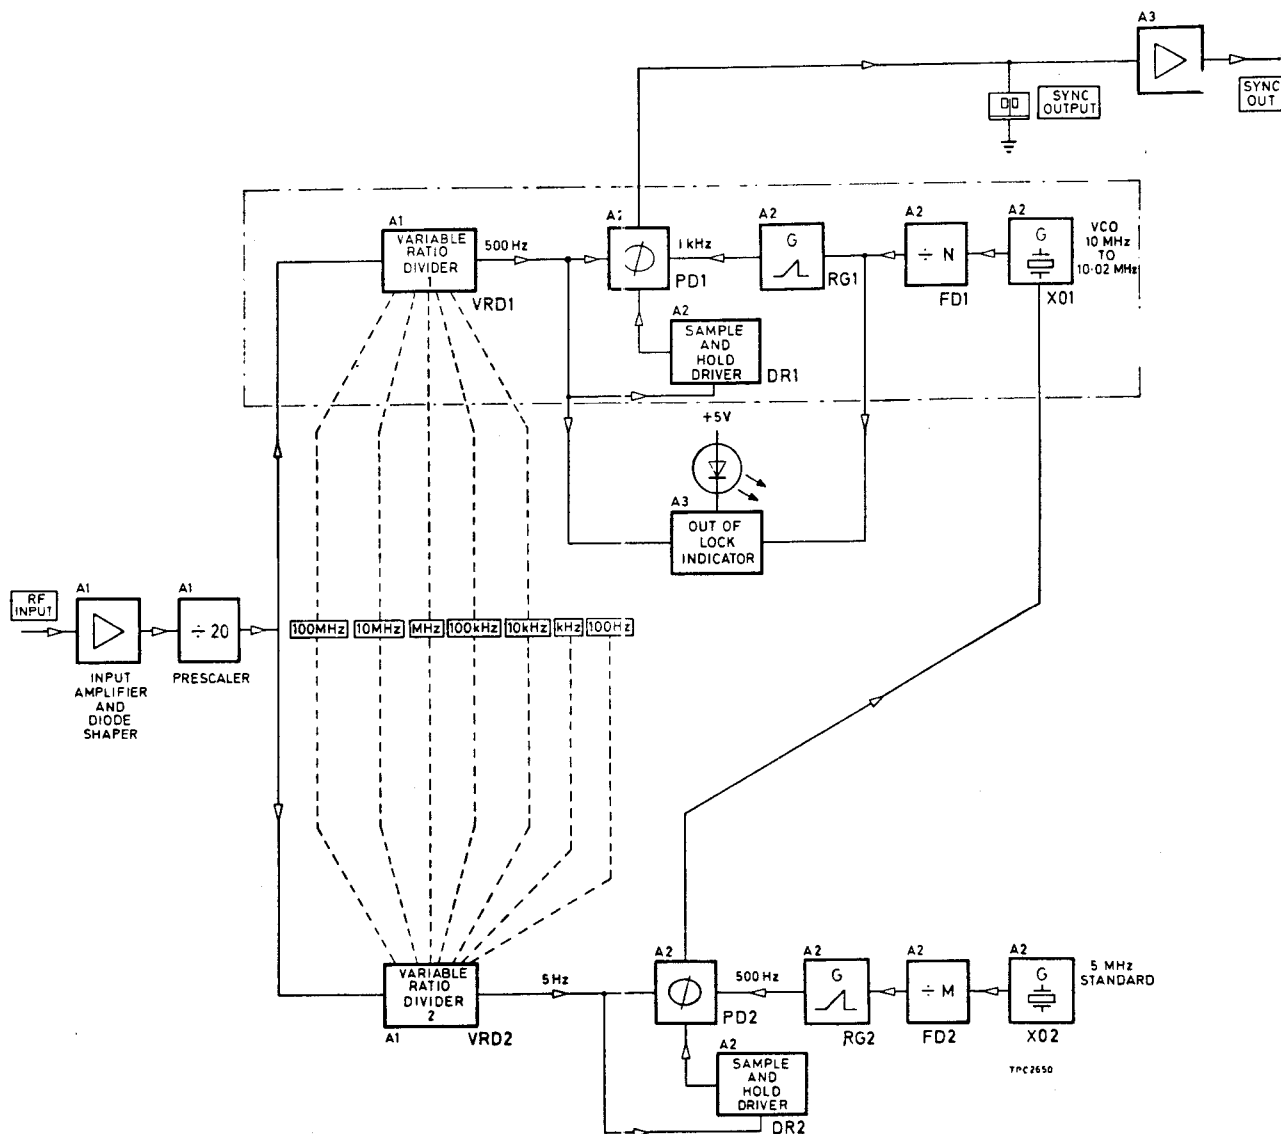 A3
SYNC
OUTPUT
SYNC
OUT
A1
VARIABLE
RATIO
DIVIDER
1
VRD1
500 Hz
A2
PD1
1 kHz
A2
G
RG1
A2
÷ N
FD1
A2
G
X01
VCO
10 MHz
TO
10·02 MHz
A2
SAMPLE
AND
HOLD
DRIVER
DR1
+5V
A3
OUT OF
LOCK
INDICATOR
RF
INPUT
A1
INPUT
AMPLIFIER
AND
DIODE
SHAPER
A1
÷ 20
PRESCALER
100MHz
10MHz
MHz
100kHz
10kHz
kHz
100Hz
VARIABLE
RATIO
DIVIDER
2
A1
VRD2
5Hz
A2
PD2
500Hz
A2
G
RG2
A2
÷ M
FD2
A2
G
X02
5 MHz
STANDARD
A2
SAMPLE
AND
HOLD
DRIVER
DR2
TPC2650